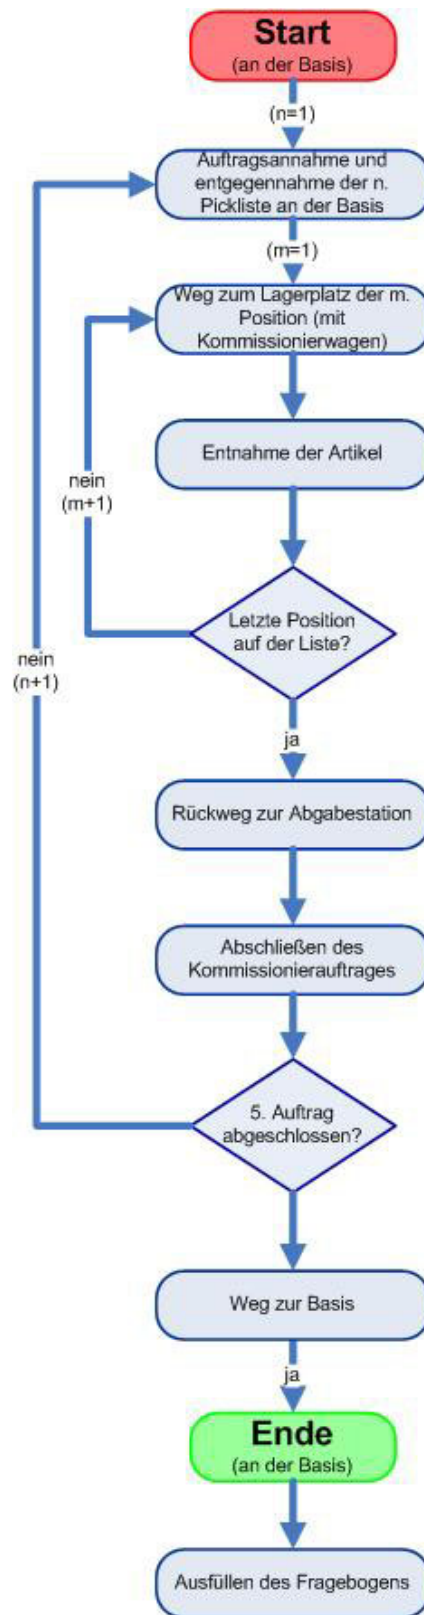 Start
(an der Basis)
(n=1)
Auftragsannahme und
entgegennahme der n.
Pickliste an der Basis
(m=1)
Weg zum Lagerplatz der m.
Position (mit
Kommissionierwagen)
Entnahme der Artikel
nein
(m+1)
Letzte Position
auf der Liste?
nein
(n+1)
ja
Rückweg zur Abgabestation
Abschließen des
Kommissionierauftrages
5. Auftrag
abgeschlossen?
Weg zur Basis
ja
Ende
(an der Basis)
Ausfüllen des Fragebogens